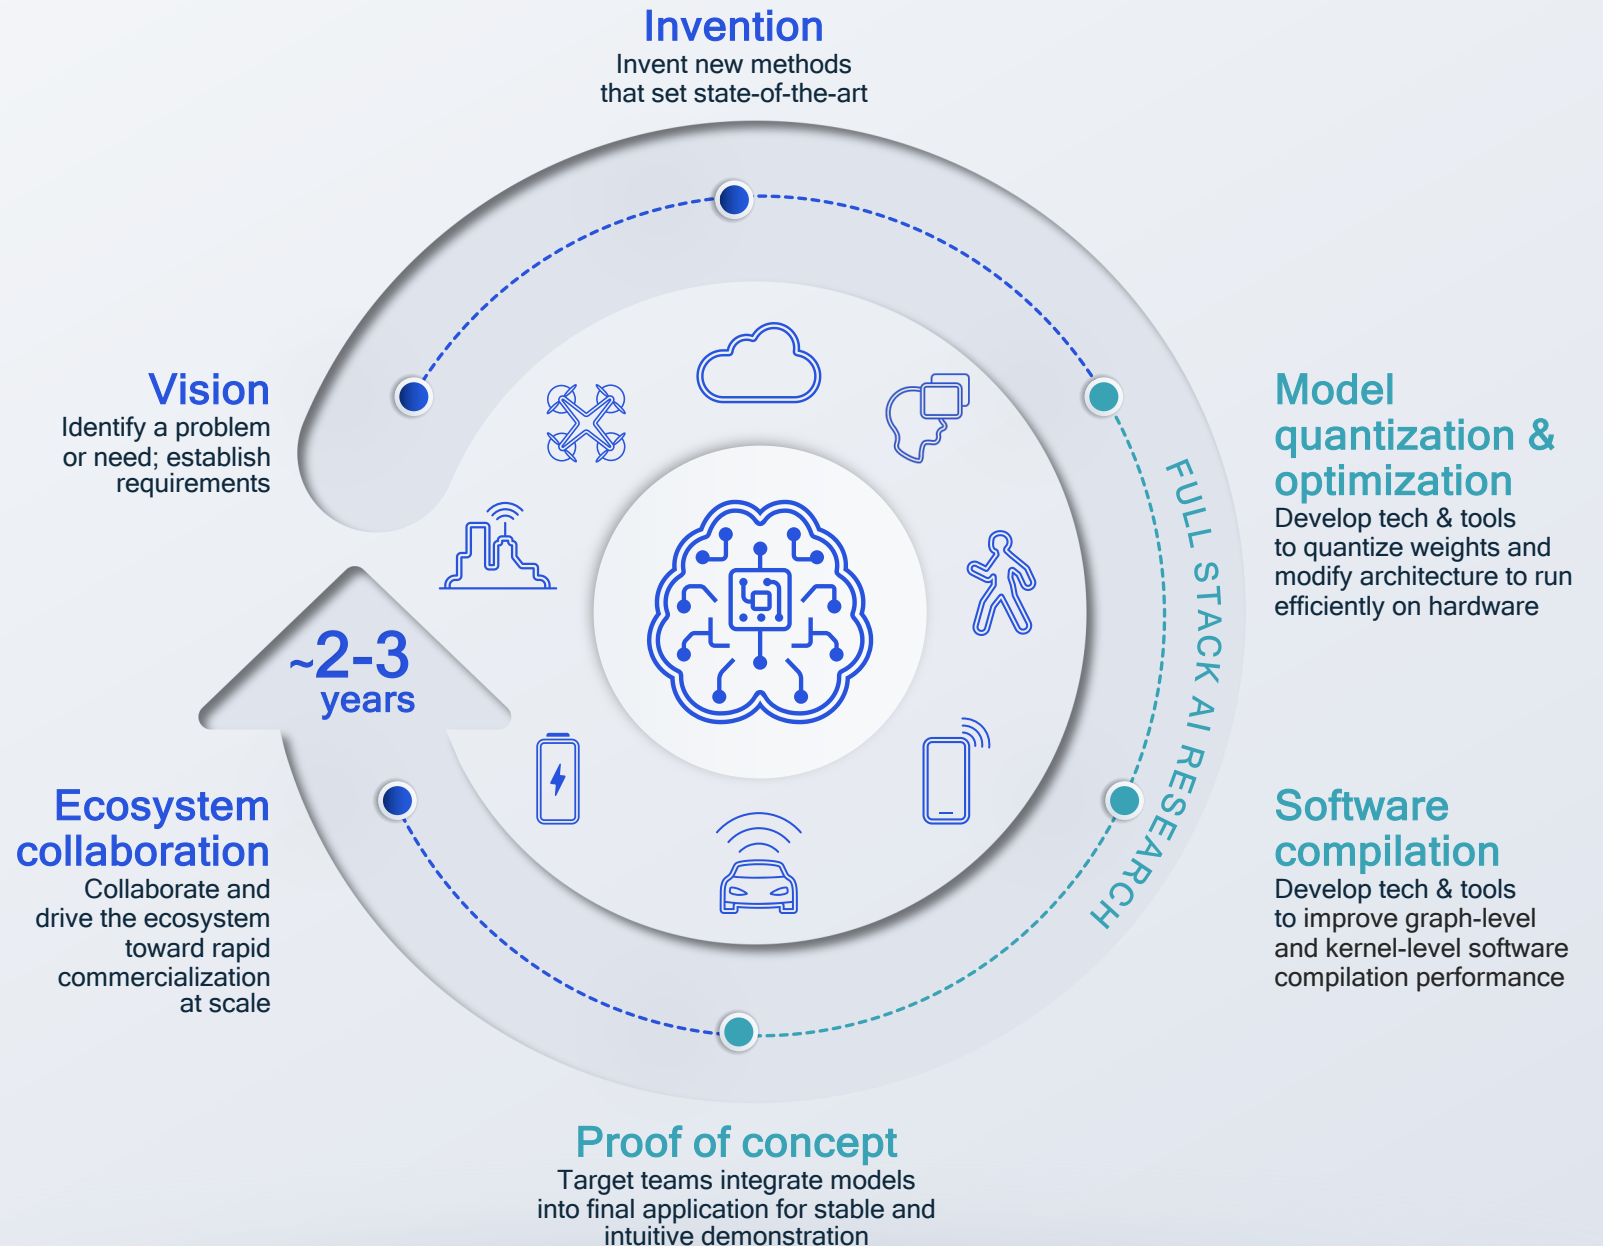 Invention
Invent new methods
that set state-of-the-art
Vision
Identify a problem
or need; establish
requirements
Model
quantization &
optimization
Develop tech & tools
to quantize weights and
modify architecture to run
efficiently on hardware
FULL STACK AI RESEARCH
~2-3
years
Ecosystem
collaboration
Collaborate and
drive the ecosystem
toward rapid
commercialization
at scale
Software
compilation
Develop tech & tools
to improve graph-level
and kernel-level software
compilation performance
Proof of concept
Target teams integrate models
into final application for stable and
intuitive demonstration